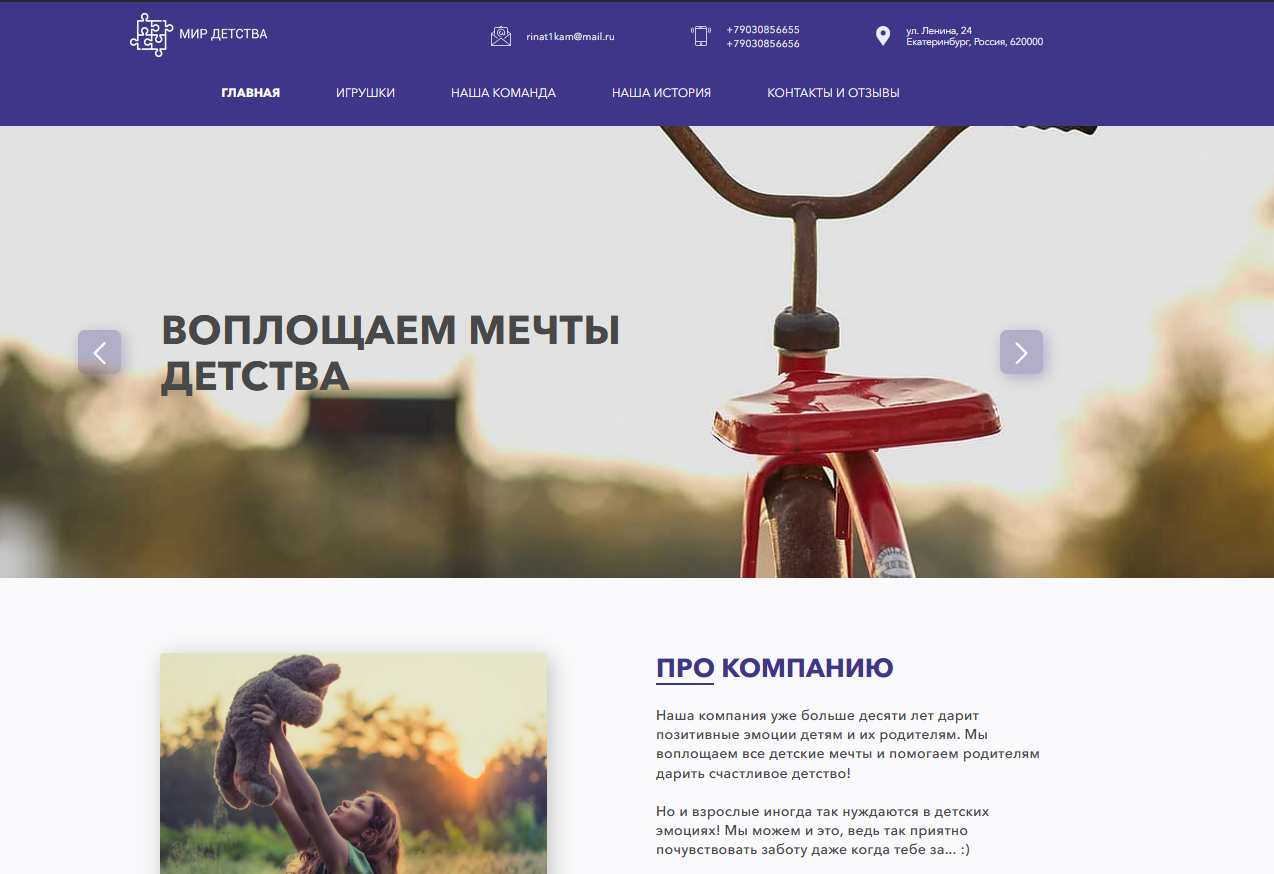 МИР ДЕТСТВА
rinat1kam@mail.ru
+79030856655
+79030856656
ул. Ленина, 24
Екатеринбург, Россия, 620000
ГЛАВНАЯ
ИГРУШКИ
НАША КОМАНДА
НАША ИСТОРИЯ
КОНТАКТЫ И ОТЗЫВЫ
ВОПЛОЩАЕМ МЕЧТЫ
ДЕТСТВА
ПРО КОМПАНИЮ
Наша компания уже больше десяти лет дарит
позитивные эмоции детям и их родителям. Мы
воплощаем все детские мечты и помогаем родителям
дарить счастливое детство!
Но и взрослые иногда так нуждаются в детских
эмоциях! Мы можем и это, ведь так приятно
почувствовать заботу даже когда тебе за... :)